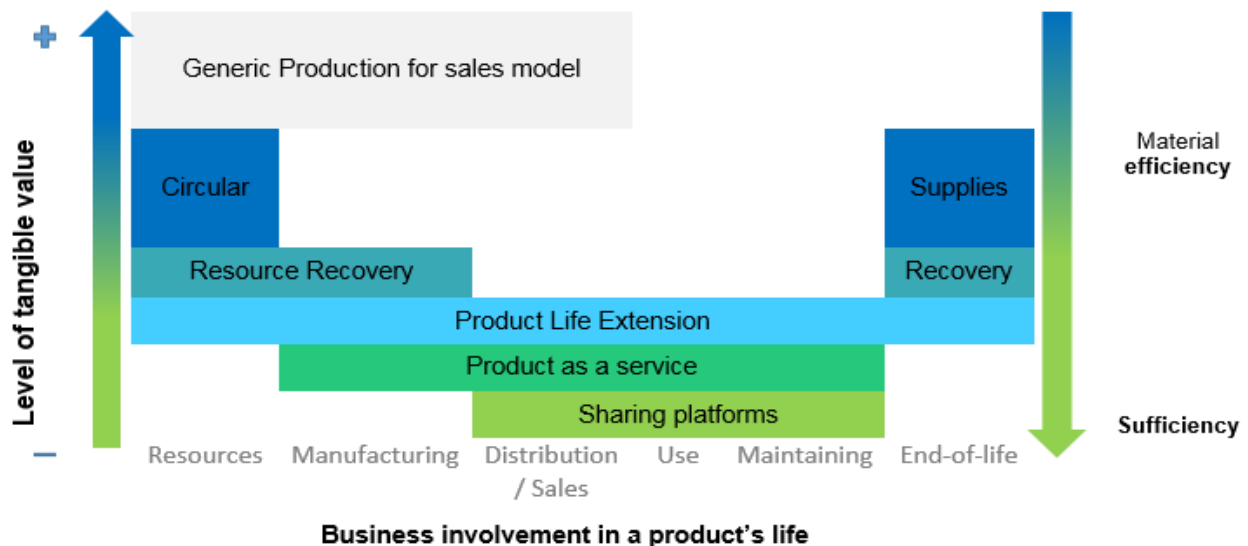 +
Generic Production for sales model
Circular
Supplies
Material
efficiency
Resource Recovery
Recovery
Product Life Extension
Product as a service
Sharing platforms
Sufficiency
Level of tangible value
–
Resources
Manufacturing
Distribution
/ Sales
Use
Maintaining
End-of-life
Business involvement in a product's life